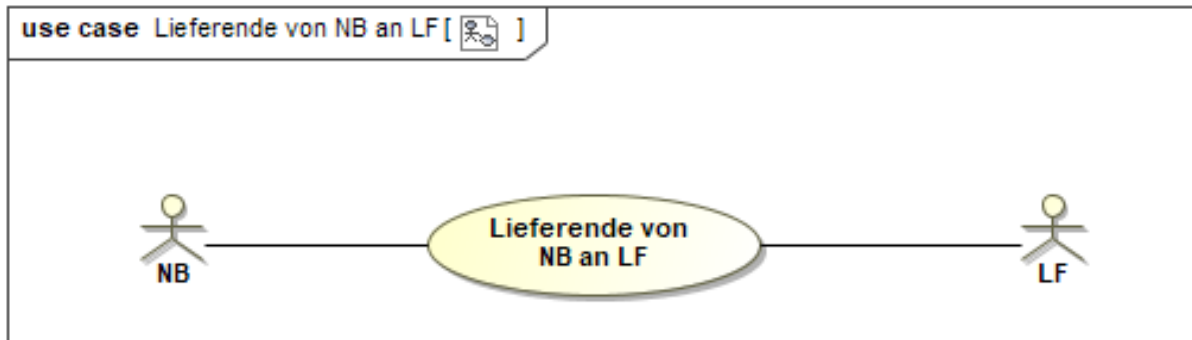 use case Lieferende von NB an LF [ ]
Lieferende von
NB an LF
NB
LF